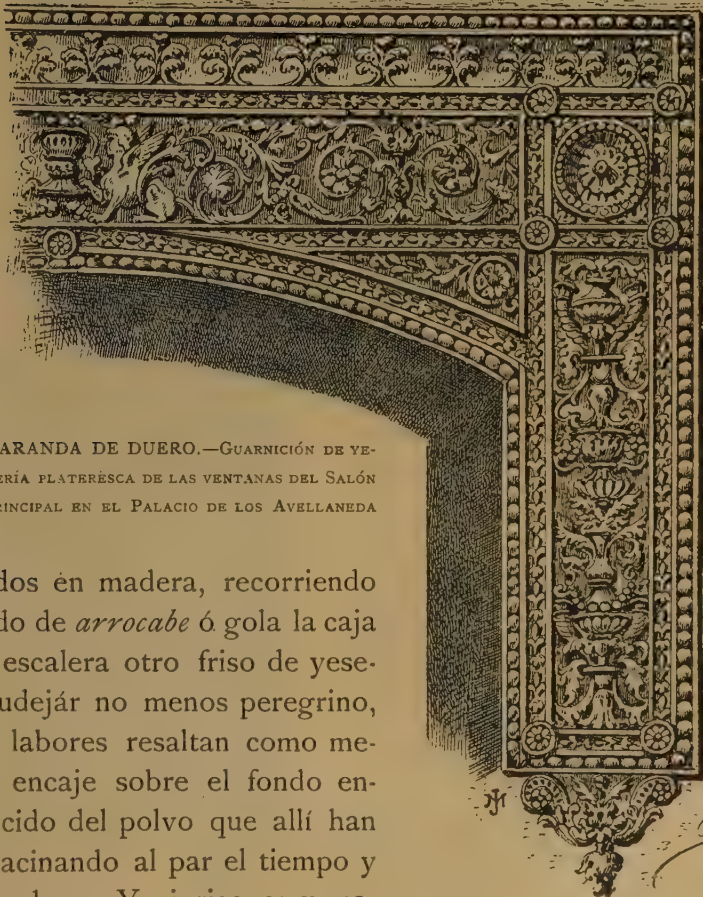 ARANDA DE DUERO.—GUARNICIÓN DE YE-
ERÍA PLATERESCA DE LAS VENTANAS DEL SALÓN
RINCIPAL EN EL PALACIO DE LOS AVELLANEDA
dos en madera, recorriendo
do de arrocabe ó gola la caja
escalera otro friso de yese-
udejár no menos peregrino,
labores resaltan como me-
encaje sobre el fondo en-
cido del polvo que allí han
acinando al par el tiempo y